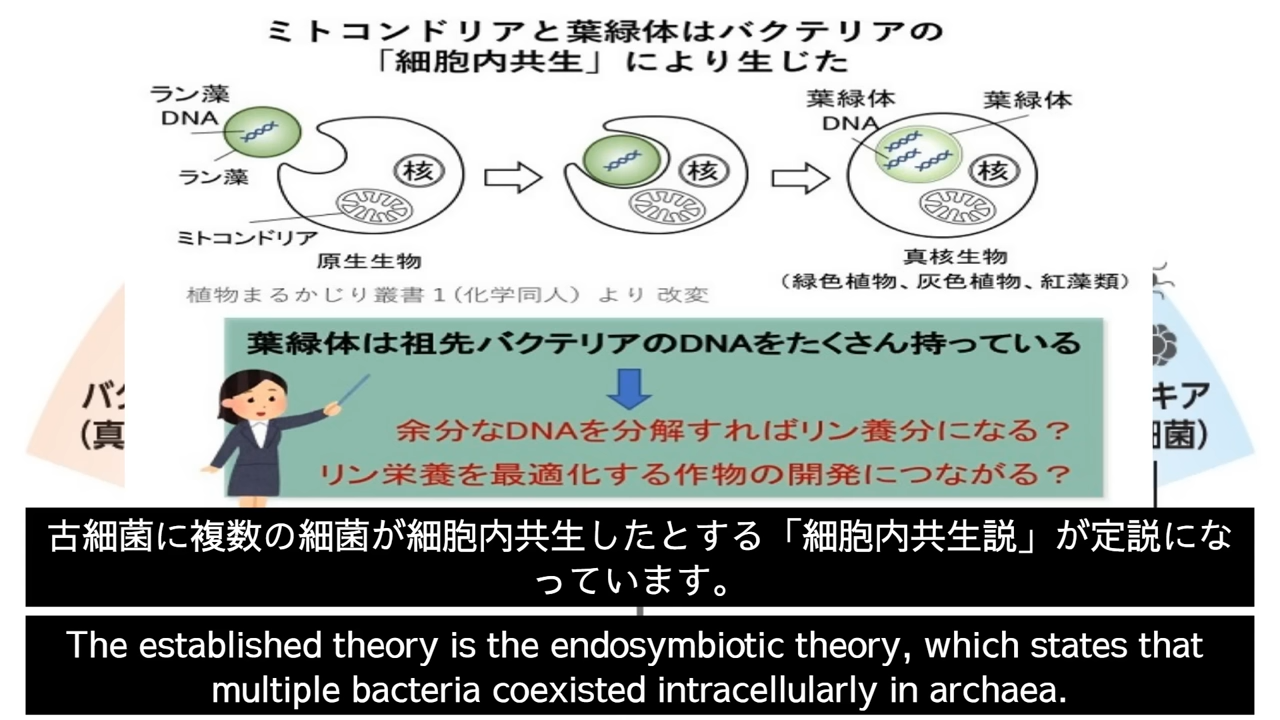 ミトコンドリアと葉緑体はバクテリアの
「細胞内共生」により生じた
ラン藻
DNA
ラン藻
ミトコンドリア
核
原生生物
核
葉緑体
DNA
葉緑体
核
真核生物
（緑色植物、灰色植物、紅藻類）
植物まるかじり叢書1(化学同人) より 改変
葉緑体は祖先バクテリアのDNAをたくさん持っている
余分なDNAを分解すればリン養分になる？
リン栄養を最適化する作物の開発につながる？
バク
(真
キア
細菌)
古細菌に複数の細菌が細胞内共生したとする「細胞内共生説」が定説にな
っています。
The established theory is the endosymbiotic theory, which states that
multiple bacteria coexisted intracellularly in archaea.